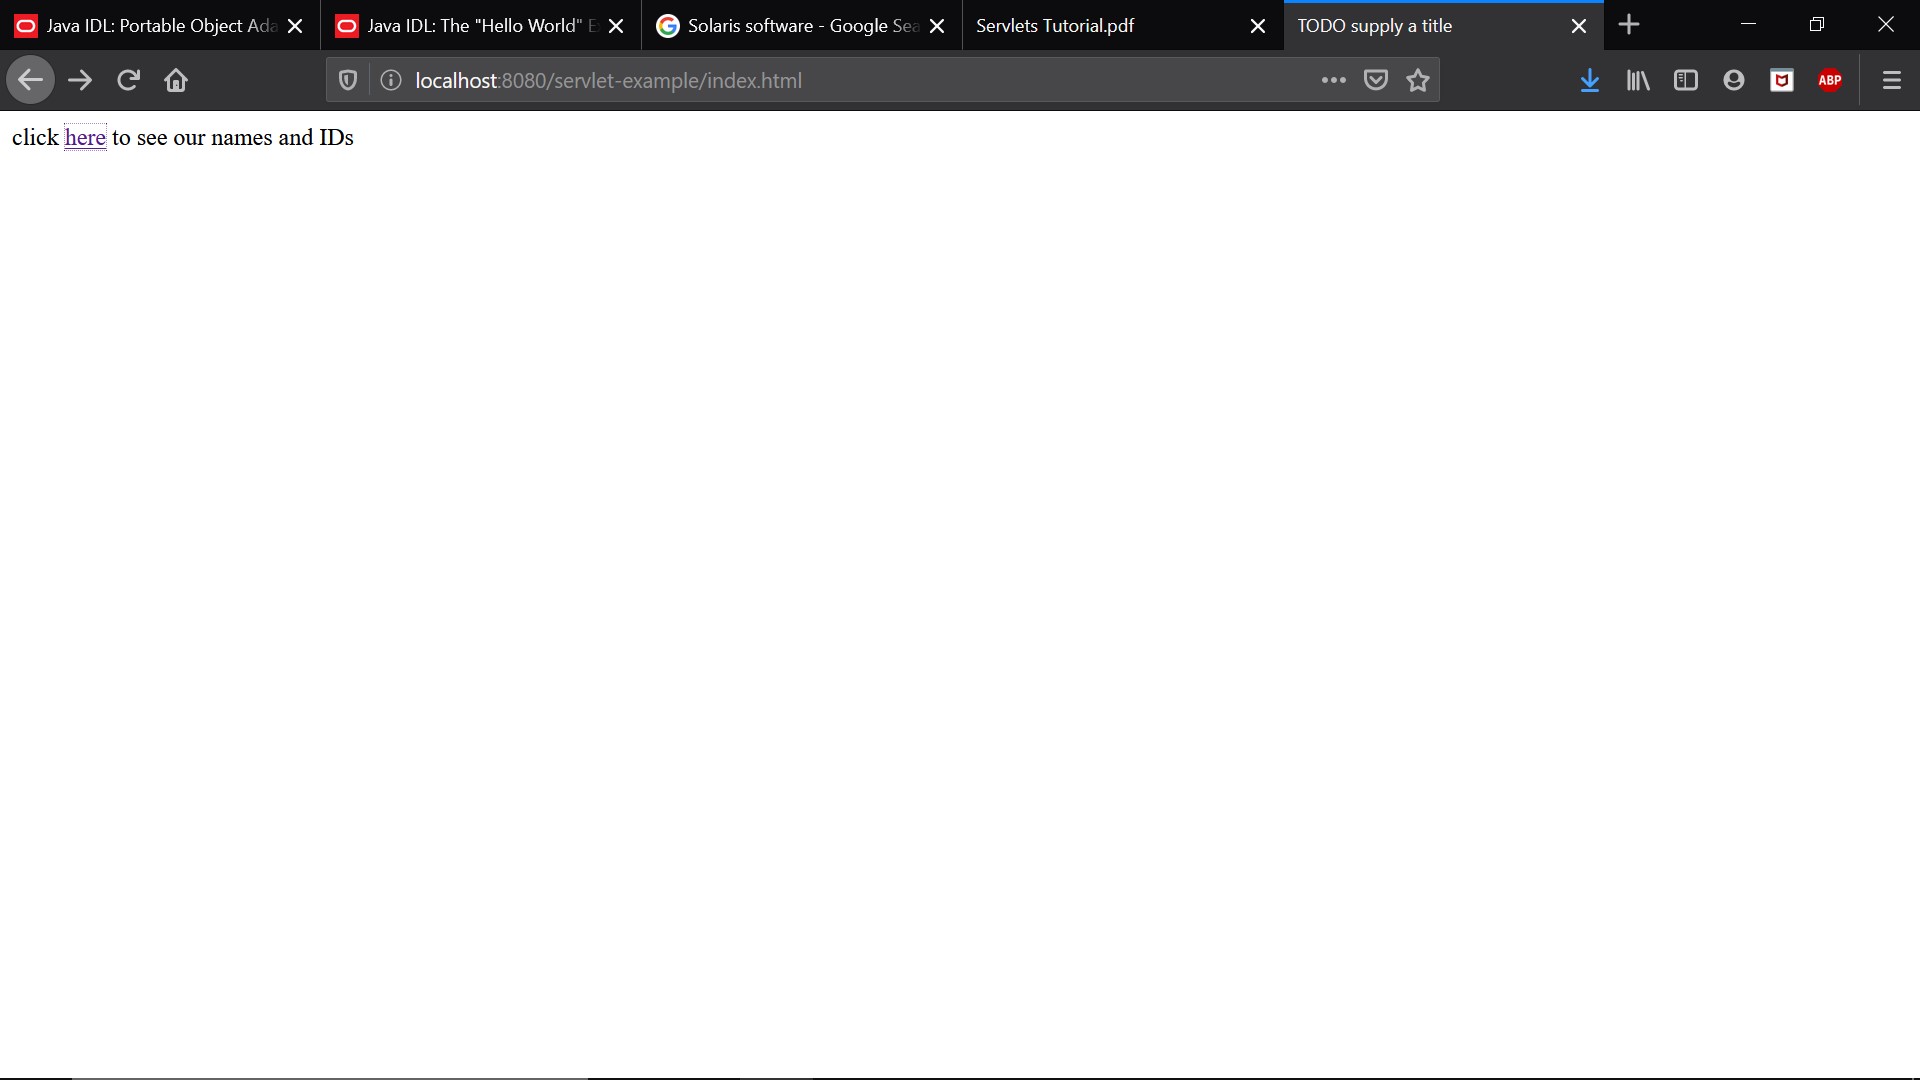 Java IDL: Portable Object Ada
Java IDL: The "Hello World" E
Solaris software - Google Sea
Servlets Tutorial.pdf
TODO supply a title
localhost:8080/servlet-example/index.html
ABP
click here to see our names and IDs